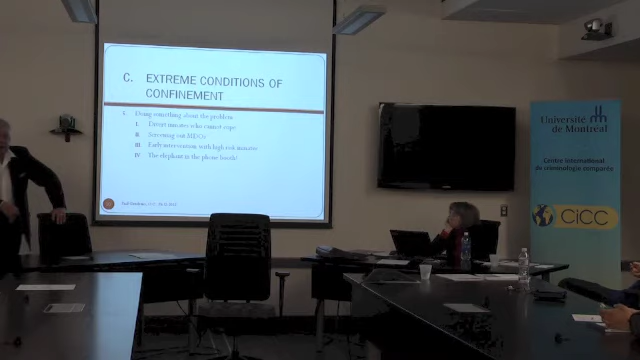 C. EXTREME CONDITIONS OF
CONFINEMENT
I. Doing something about the problem
I. Divert inmates who cannot cope
II. Screening out MDOs
III. Early intervention with high risk inmates
IV. The elephant in the phone booth!
Université
de Montréal
Centre international
de criminologie comparée
CiCC